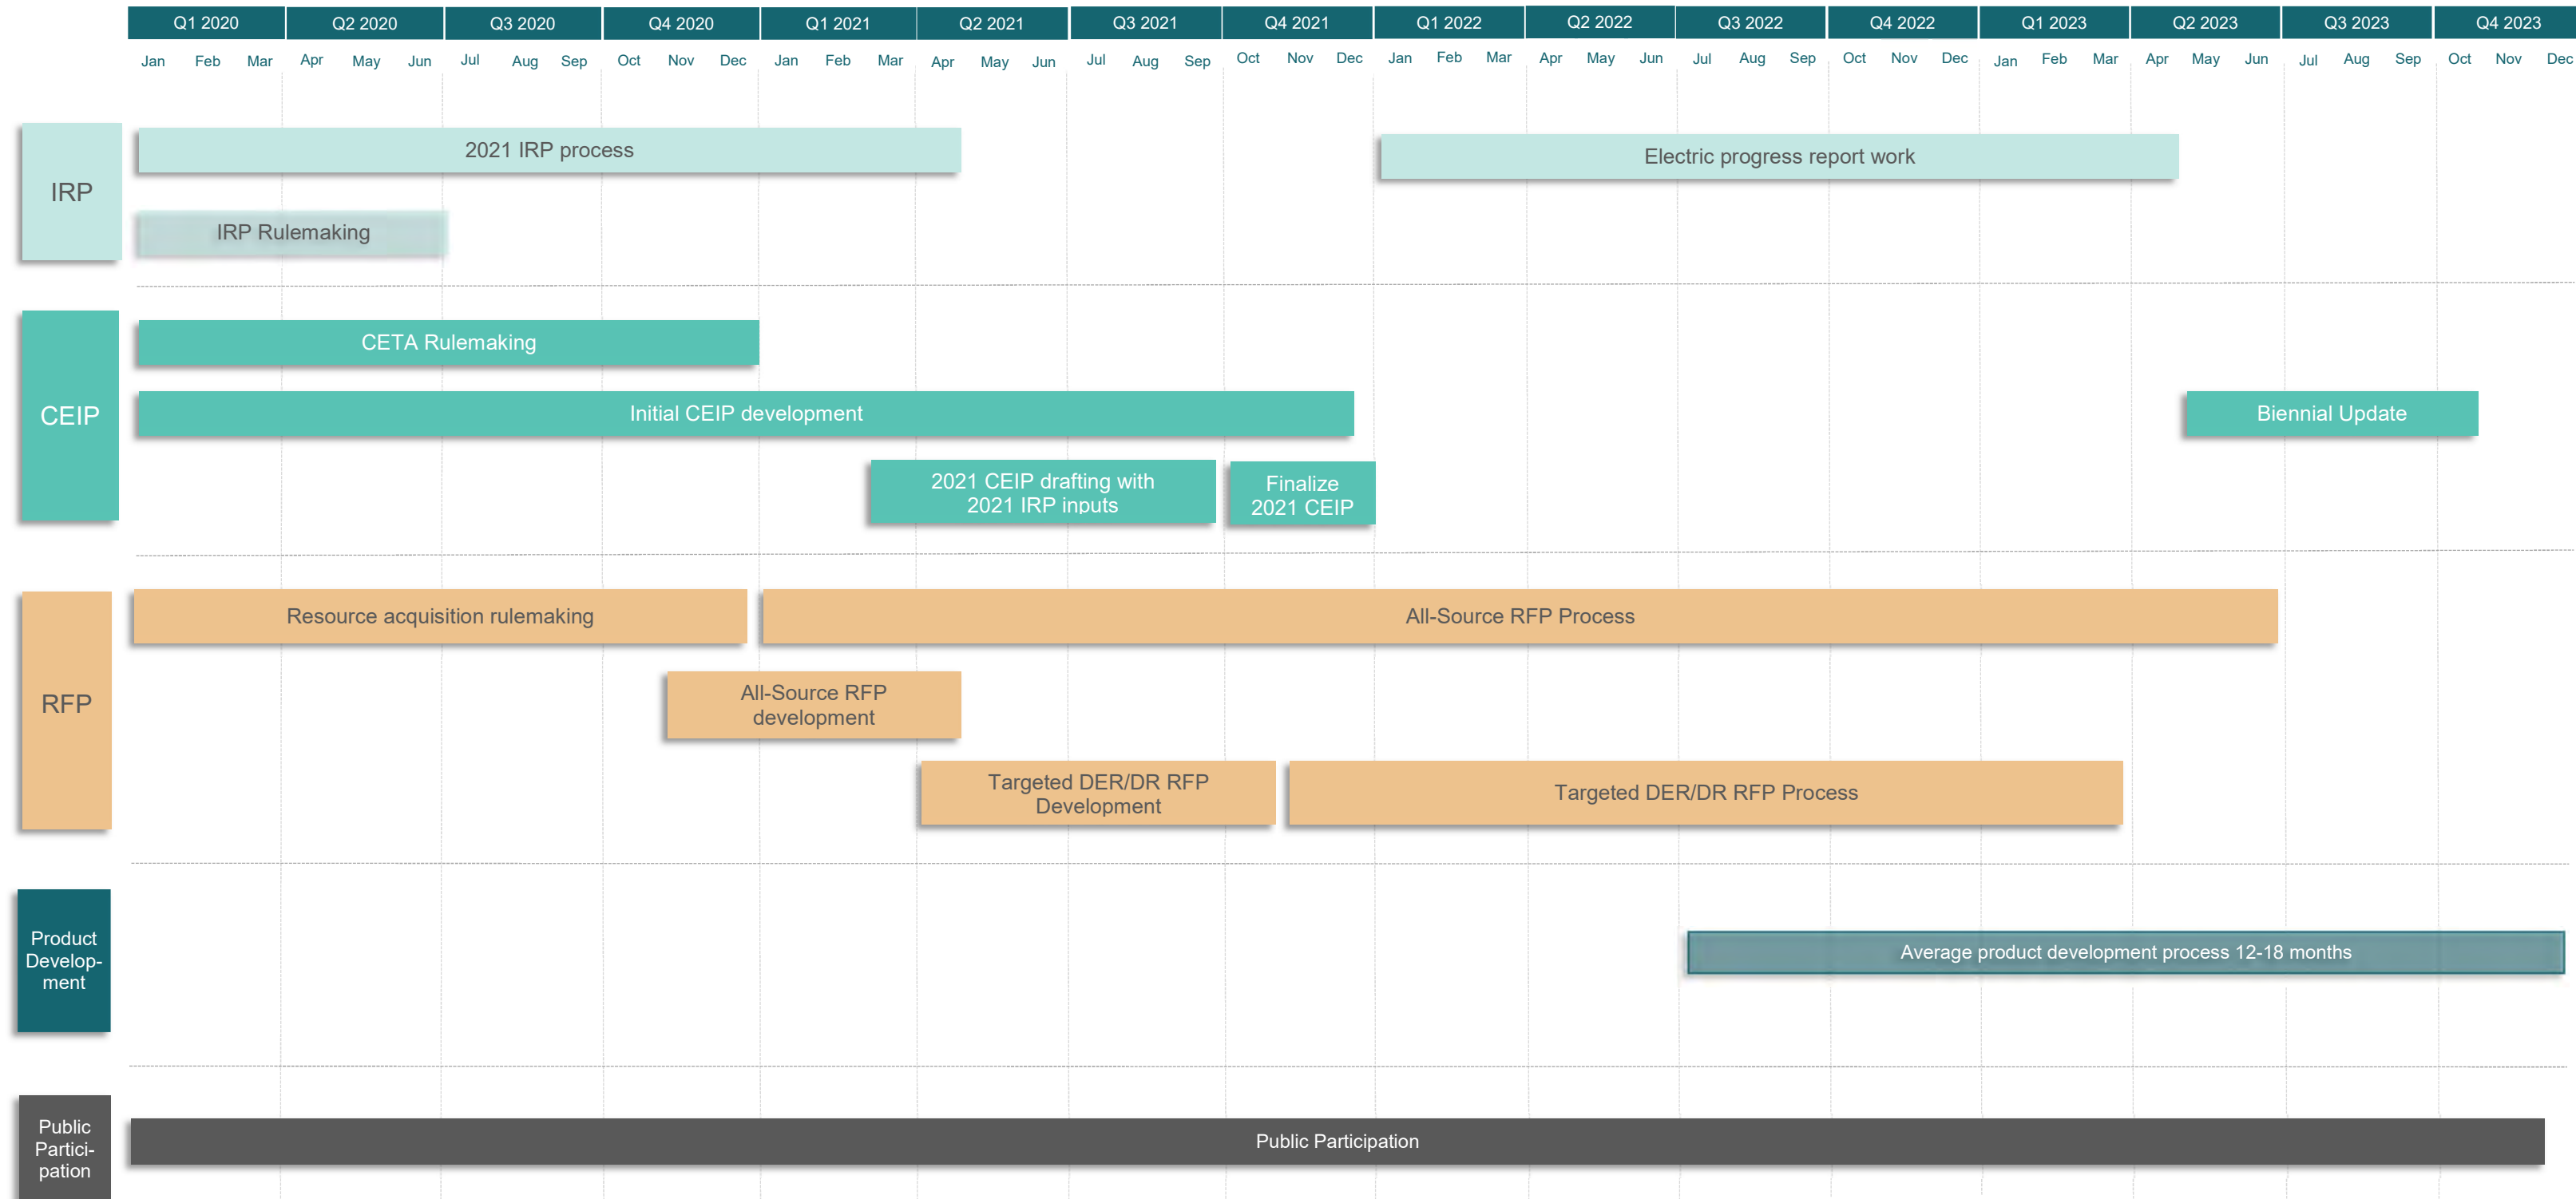 Q1 2020 Q2 2020 Q3 2020 Q4 2020 Q1 2021 Q2 2021 Q3 2021 Q4 2021 Q1 2022 Q2 2022 Q3 2022 Q4 2022 Q1 2023 Q2 2023 Q3 2023 Q4 2023
Jan Feb Mar Apr May Jun Jul Aug Sep Oct Nov Dec Jan Feb Mar Apr May Jun Jul Aug Sep Oct Nov Dec Jan Feb Mar Apr May Jun Jul Aug Sep Oct Nov Dec Jan Feb Mar Apr May Jun Jul Aug Sep Oct Nov Dec
IRP
2021 IRP process
Electric progress report work
IRP Rulemaking
CEIP
CETA Rulemaking
Initial CEIP development
Biennial Update
2021 CEIP drafting with
2021 IRP inputs
Finalize
2021 CEIP
RFP
Resource acquisition rulemaking
All-Source RFP Process
All-Source RFP
development
Targeted DER/DR RFP
Development
Targeted DER/DR RFP Process
Product
Develop-
ment
Average product development process 12-18 months
Public
Partici-
pation
Public Participation